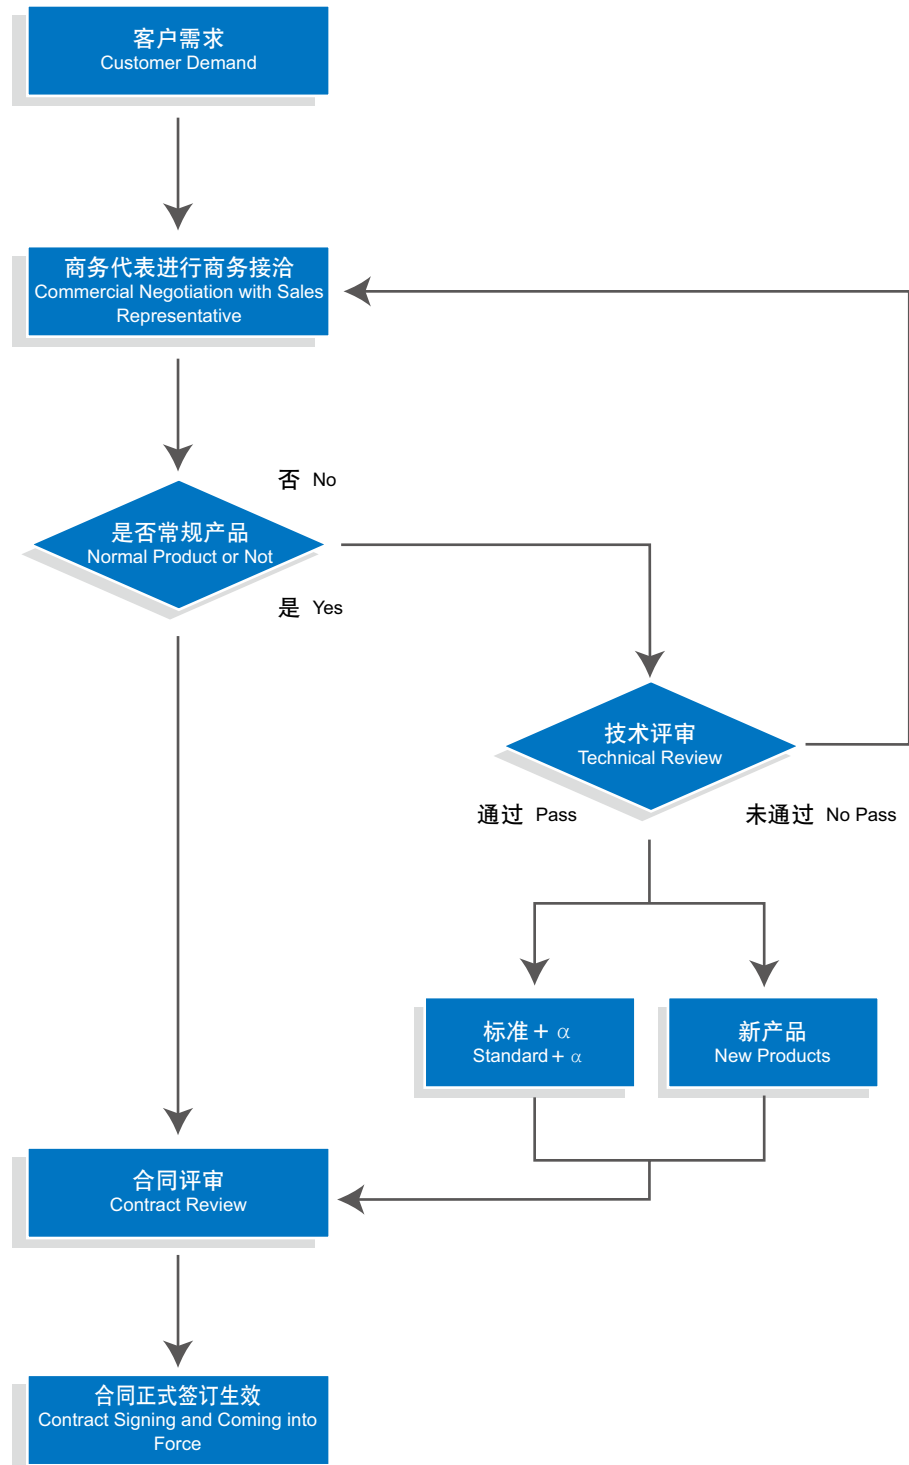 客户需求
Customer Demand
商务代表进行商务接洽
Commercial Negotiation with Sales
Representative
否 No
是否常规产品
Normal Product or Not
是 Yes
技术评审
Technical Review
通过 Pass
未通过 No Pass
标准 + α
Standard + α
新产品
New Products
合同评审
Contract Review
合同正式签订生效
Contract Signing and Coming into
Force